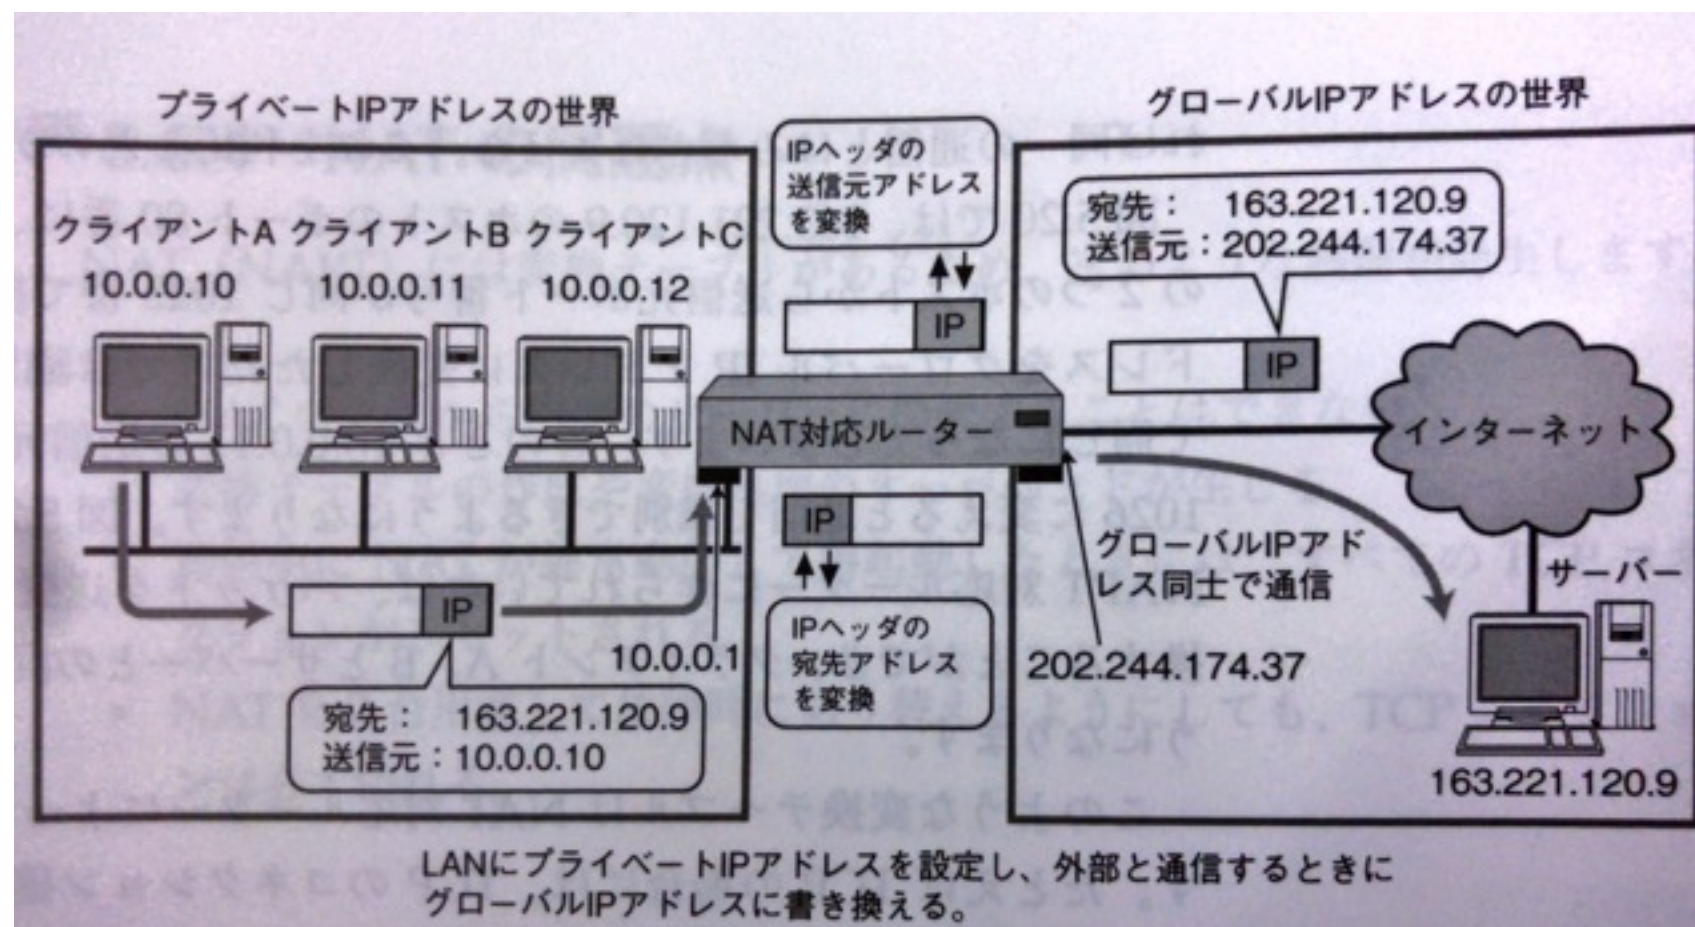 プライベートIPアドレスの世界
グローバルIPアドレスの世界
クライアントA クライアントB クライアントC
10.0.0.10 10.0.0.11 10.0.0.12
IPヘッダの
送信元アドレス
を変換
IP
宛先： 163.221.120.9
送信元：202.244.174.37
IP
NAT対応ルーター
インターネット
IP
IPヘッダの
宛先アドレス
を変換
IP
10.0.0.1
宛先： 163.221.120.9
送信元：10.0.0.10
グローバルIPアド
レス同士で通信
202.244.174.37
サーバー
163.221.120.9
LANにプライベートIPアドレスを設定し、外部と通信するときに
グローバルIPアドレスに書き換える。